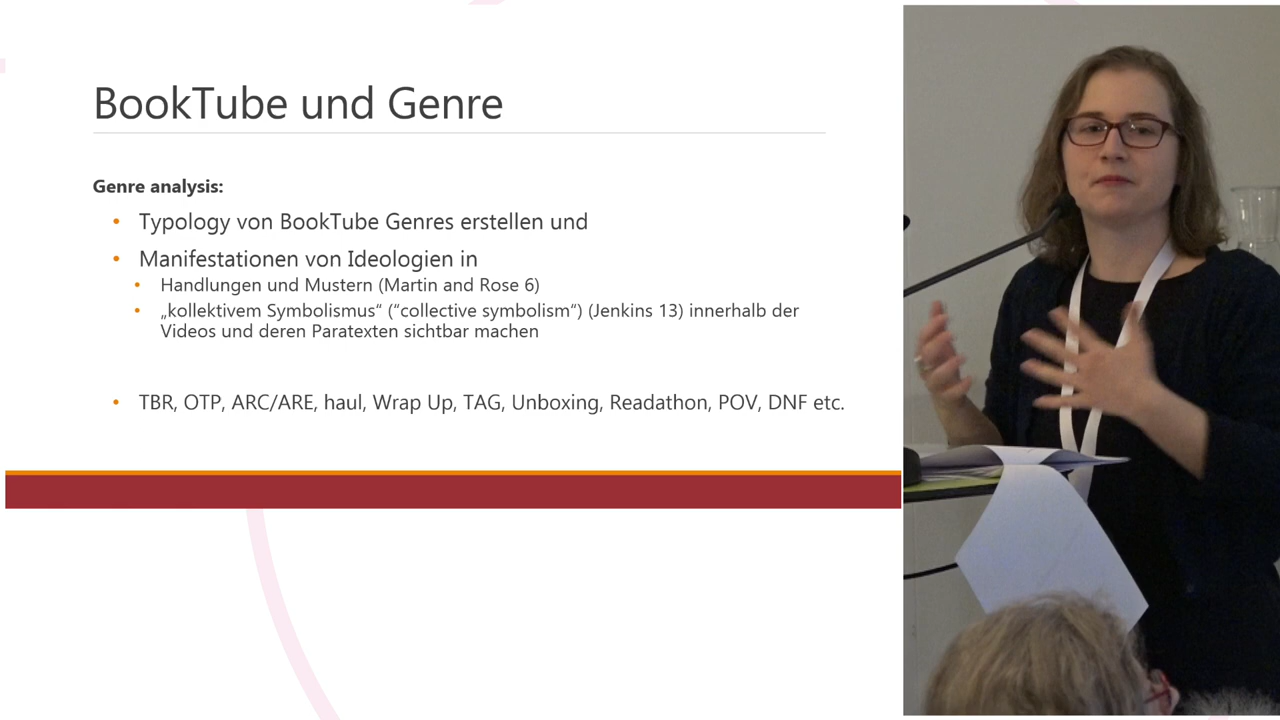 BookTube und Genre
Genre analysis:
• Typology von BookTube Genres erstellen und
• Manifestationen von Ideologien in
• Handlungen und Mustern (Martin and Rose 6)
• „kollektivem Symbolismus“ (“collective symbolism“) (Jenkins 13) innerhalb der
Videos und deren Paratexten sichtbar machen
• TBR, OTP, ARC/ARE, haul, Wrap Up, TAG, Unboxing, Readathon, POV, DNF etc.